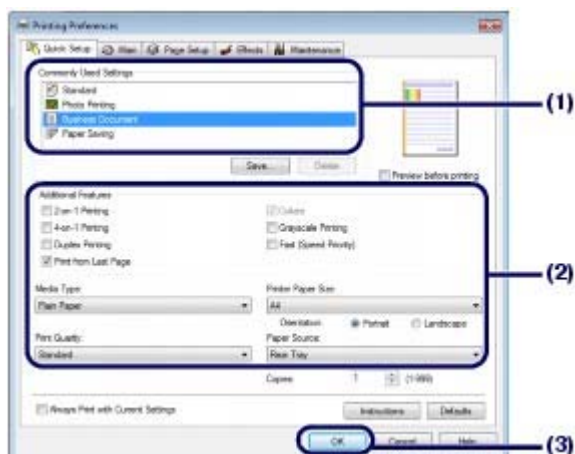 Printing Preferences
Quick Setup Main Page Setup Effects Maintenance
Commonly Used Settings
Standard
Photo Printing
Business Document
Paper Saving
(1)
Save... Delete
Preview before printing
Additional Features
2-on-1 Printing
4-on-1 Printing Grayscale Printing
Duplex Printing Fast (Speed Priority)
Print from Last Page
(2)
Media Type: Printer Paper Size:
Plain Paper A4
Orientation: Portrait Landscape
Print Quality: Paper Source:
Standard Rear Tray
Copies: 1 (1-999)
Always Print with Current Settings Instructions Defaults
OK Cancel Help
(3)